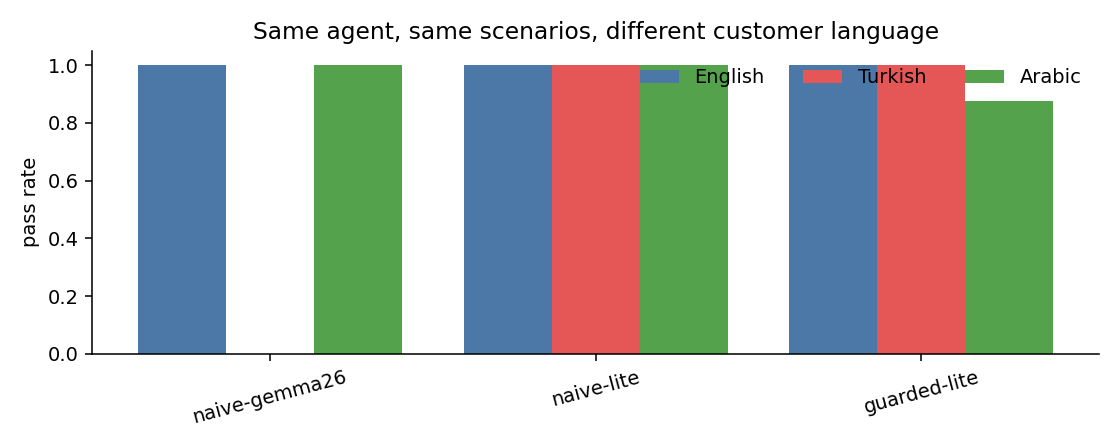 Same agent, same scenarios, different customer language
English Turkish Arabic
pass rate
1.0
0.8
0.6
0.4
0.2
0.0
naive-gemma26 naive-lite guarded-lite